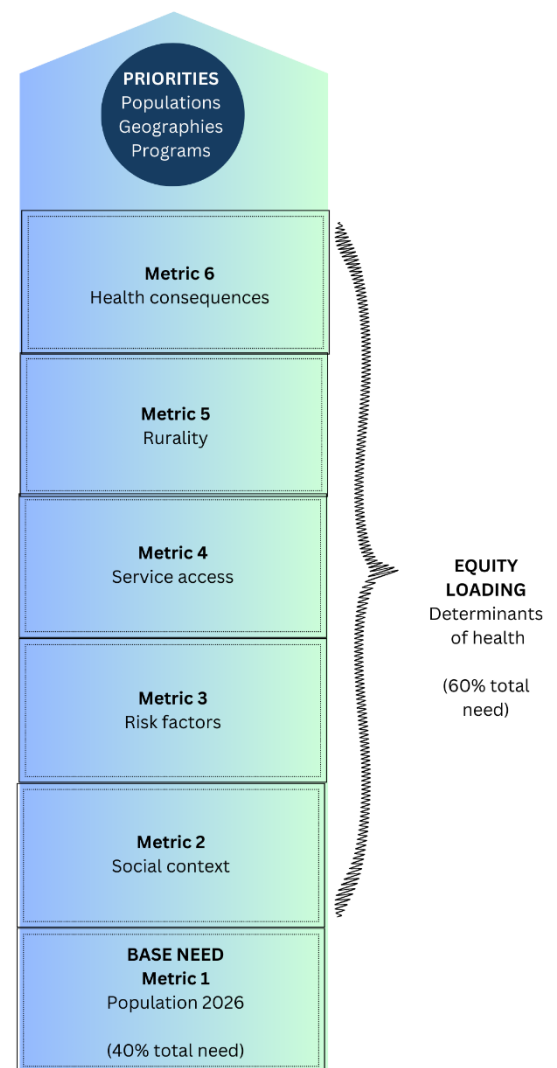 PRIORITIES
Populations
Geographies
Programs
Metric 6
Health consequences
Metric 5
Rurality
Metric 4
Service access
Metric 3
Risk factors
Metric 2
Social context
BASE NEED
Metric 1
Population 2026
(40% total need)
EQUITY
LOADING
Determinants
of health
(60% total
need)